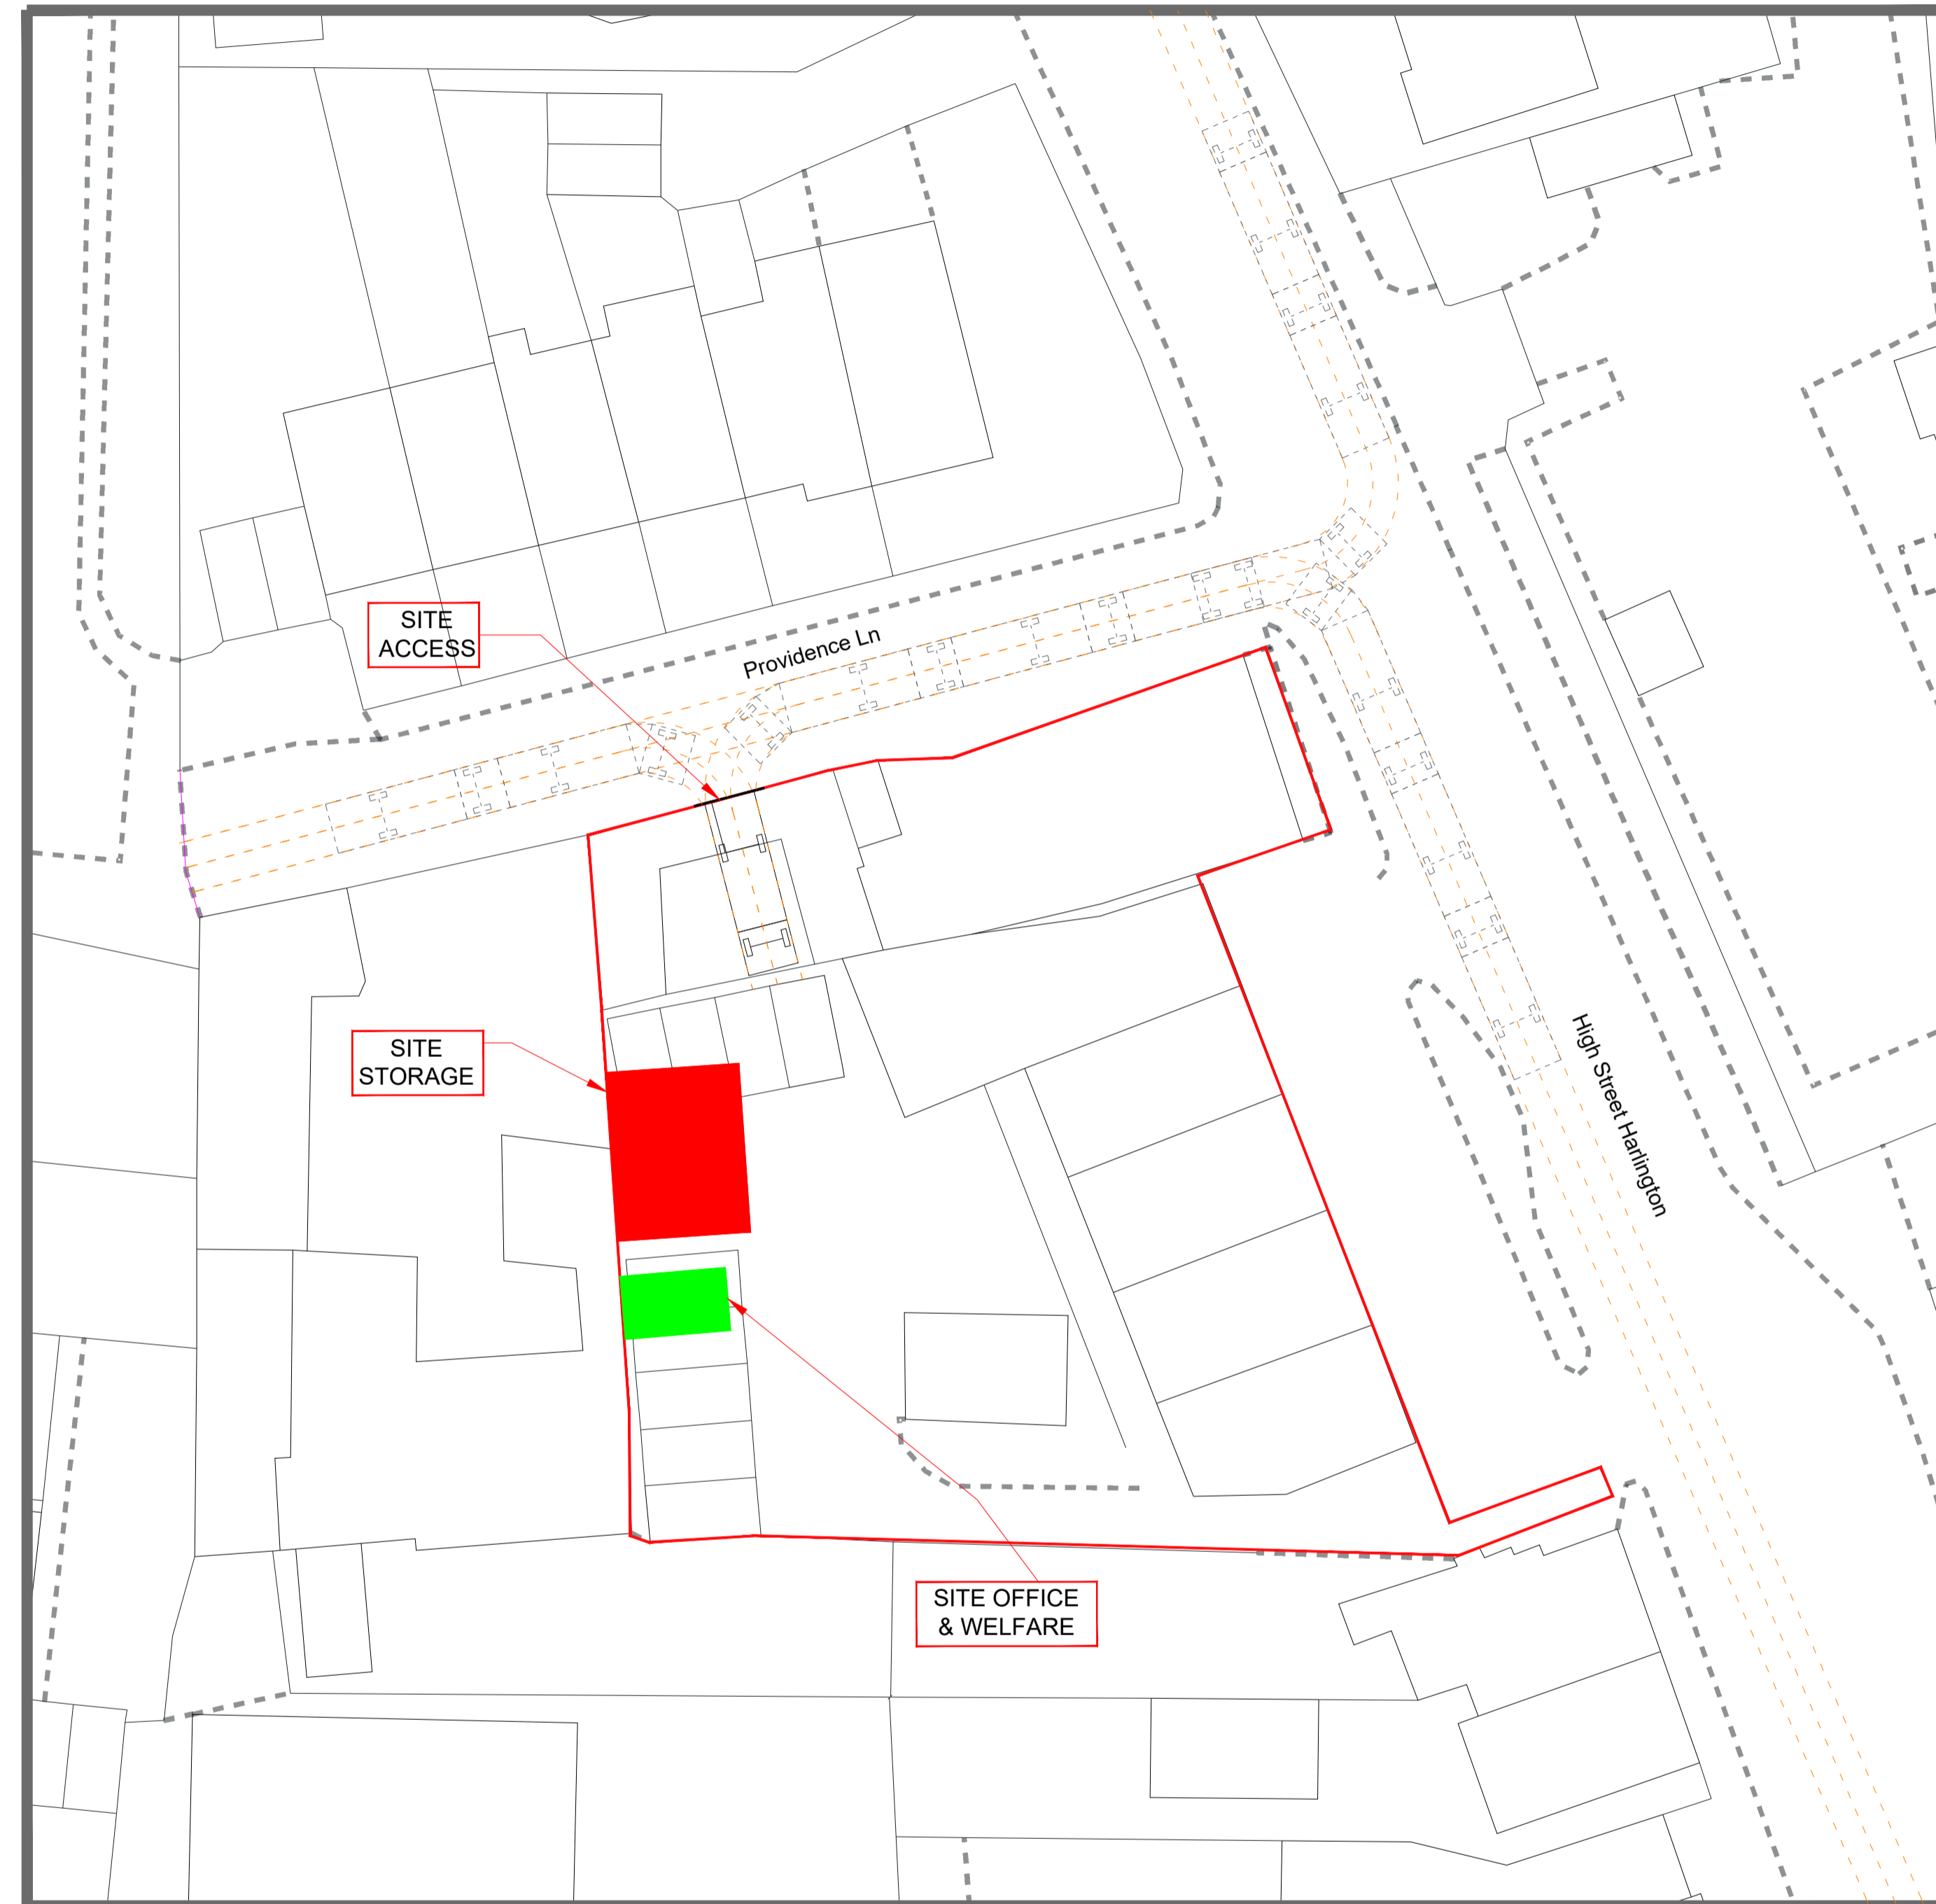 SITE
ACCESS
Providence Ln
SITE
STORAGE
High Street Harlington
SITE OFFICE
& WELFARE